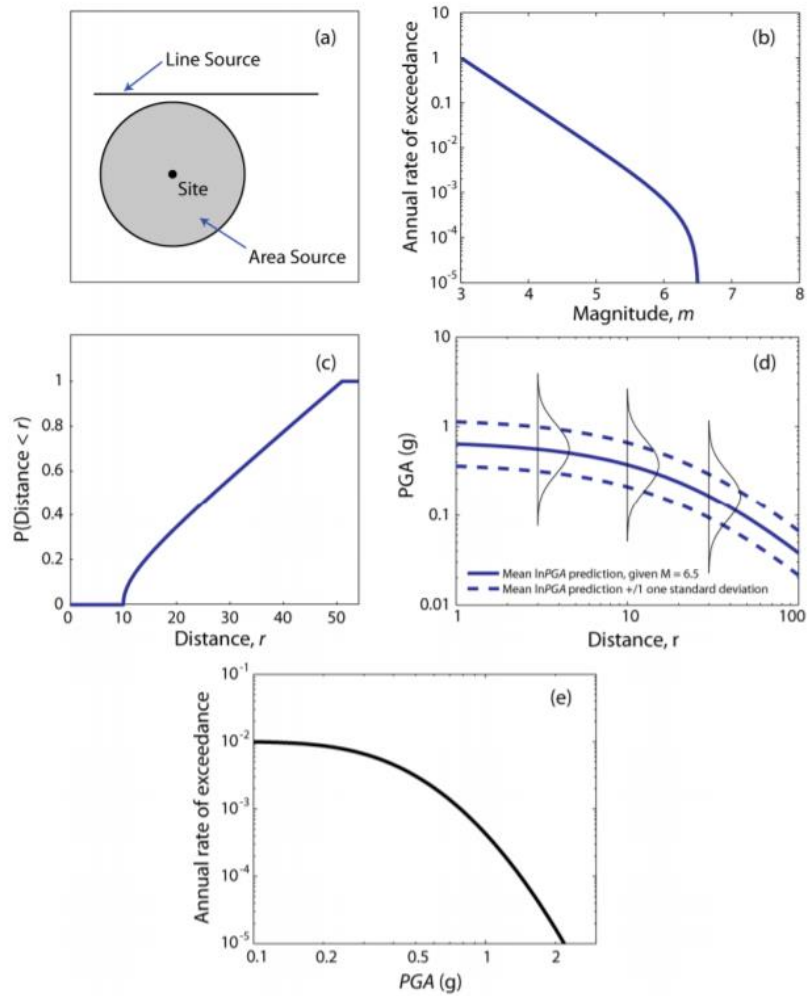 (a)
Line Source
Site
Area Source
(b)
Annual rate of exceedance
1
0.1
10-2
10-3
10-4
10-5
3 4 5 6 7 8
Magnitude, m
(c)
P(Distance < r)
1
0.8
0.6
0.4
0.2
0
0 10 20 30 40 50
Distance, r
(d)
PGA (g)
10
1
0.1
0.01
Mean lnPGA prediction, given M = 6.5
Mean lnPGA prediction +/1 one standard deviation
1 10 100
Distance, r
(e)
Annual rate of exceedance
10-1
10-2
10-3
10-4
10-5
0.1 0.2 0.5 1 2
PGA (g)